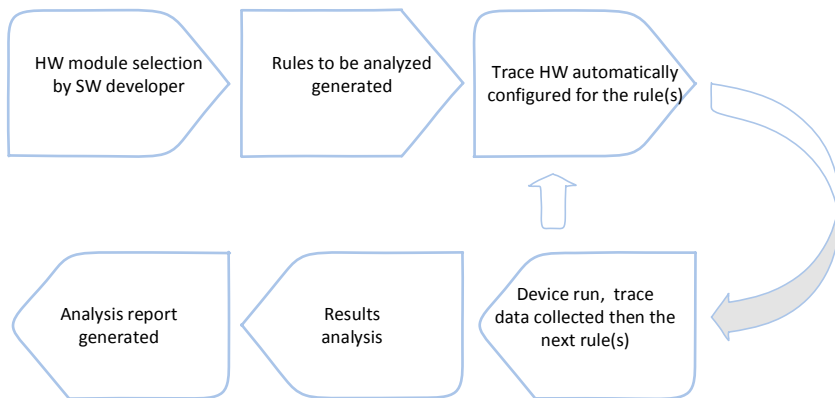 HW module selection
by SW developer
Rules to be analyzed
generated
Trace HW automatically
configured for the rule(s)
Device run, trace
data collected then the
next rule(s)
Results
analysis
Analysis report
generated